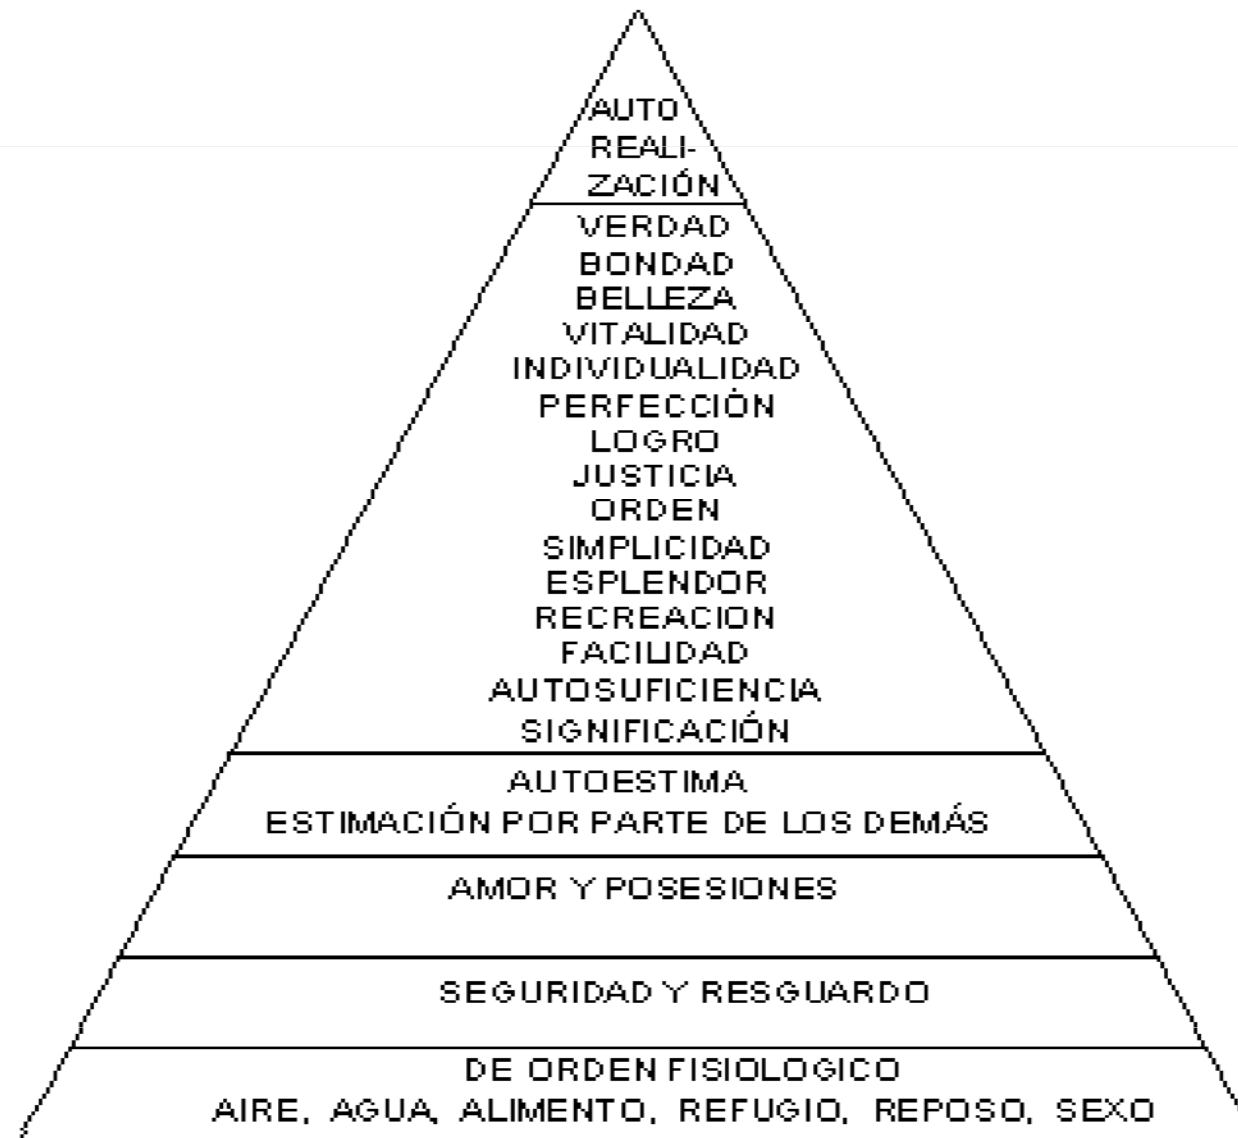 AUTO
REALI-
ZACIÓN
VERDAD
BONDAD
BELLEZA
VITALIDAD
INDIVIDUALIDAD
PERFECCIÓN
LOGRO
JUSTICIA
ORDEN
SIMPLICIDAD
ESPLENDOR
RECREACION
FACILIDAD
AUTOSUFICIENCIA
SIGNIFICACIÓN
AUTOESTIMA
ESTIMACIÓN POR PARTE DE LOS DEMÁS
AMOR Y POSESIONES
SEGURIDAD Y RESGUARDO
DE ORDEN FISIOLOGICO
AIRE, AGUA, ALIMENTO, REFUGIO, REPOSO, SEXO